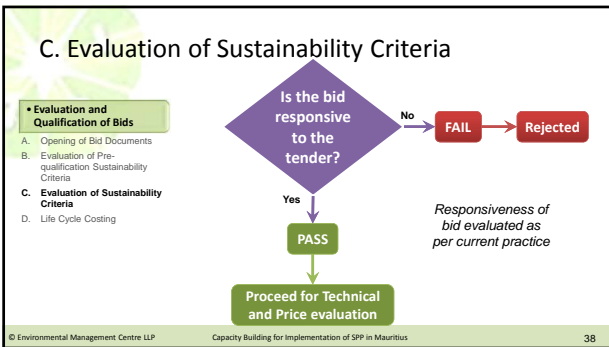 C. Evaluation of Sustainability Criteria
• Evaluation and
Qualification of Bids
A. Opening of Bid Documents
B. Evaluation of Pre-
qualification Sustainability
Criteria
C. Evaluation of Sustainability
Criteria
D. Life Cycle Costing
Is the bid
responsive
to the
tender?
No
FAIL
Rejected
Yes
PASS
Proceed for Technical
and Price evaluation
Responsiveness of
bid evaluated as
per current practice
© Environmental Management Centre LLP
Capacity Building for Implementation of SPP in Mauritius
38